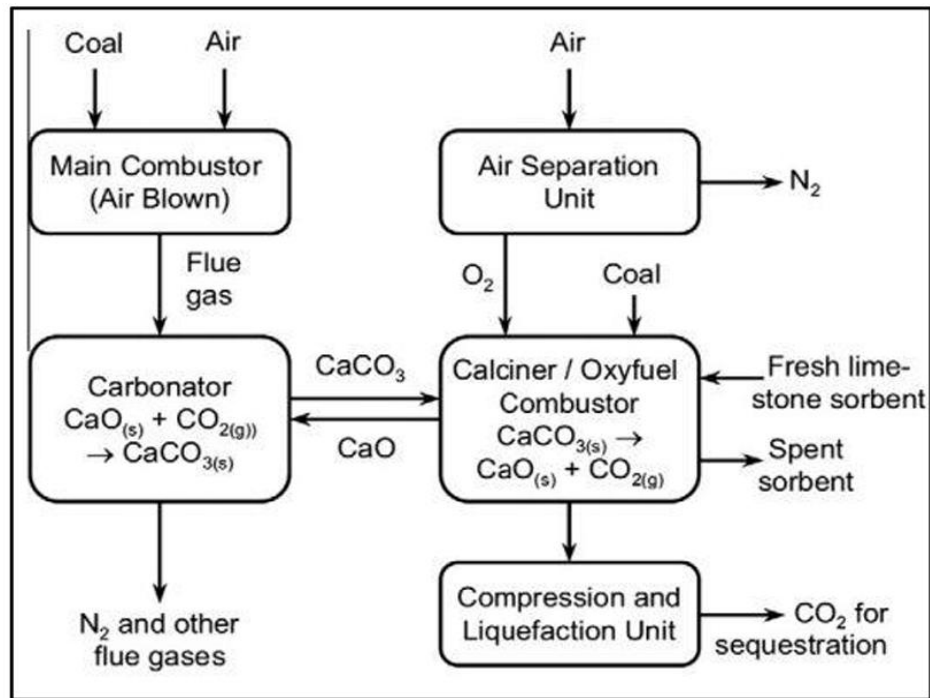 Coal
Air
Air
Main Combustor
(Air Blown)
Air Separation
Unit
N₂
Flue
gas
O₂
Coal
Carbonator
CaO₍s₎ + CO₂₍g₎₎
→ CaCO₃₍s₎
CaCO₃
CaO
Calciner / Oxyfuel
Combustor
CaCO₃₍s₎ →
CaO₍s₎ + CO₂₍g₎
Fresh lime-
stone sorbent
Spent
sorbent
N₂ and other
flue gases
Compression and
Liquefaction Unit
CO₂ for
sequestration